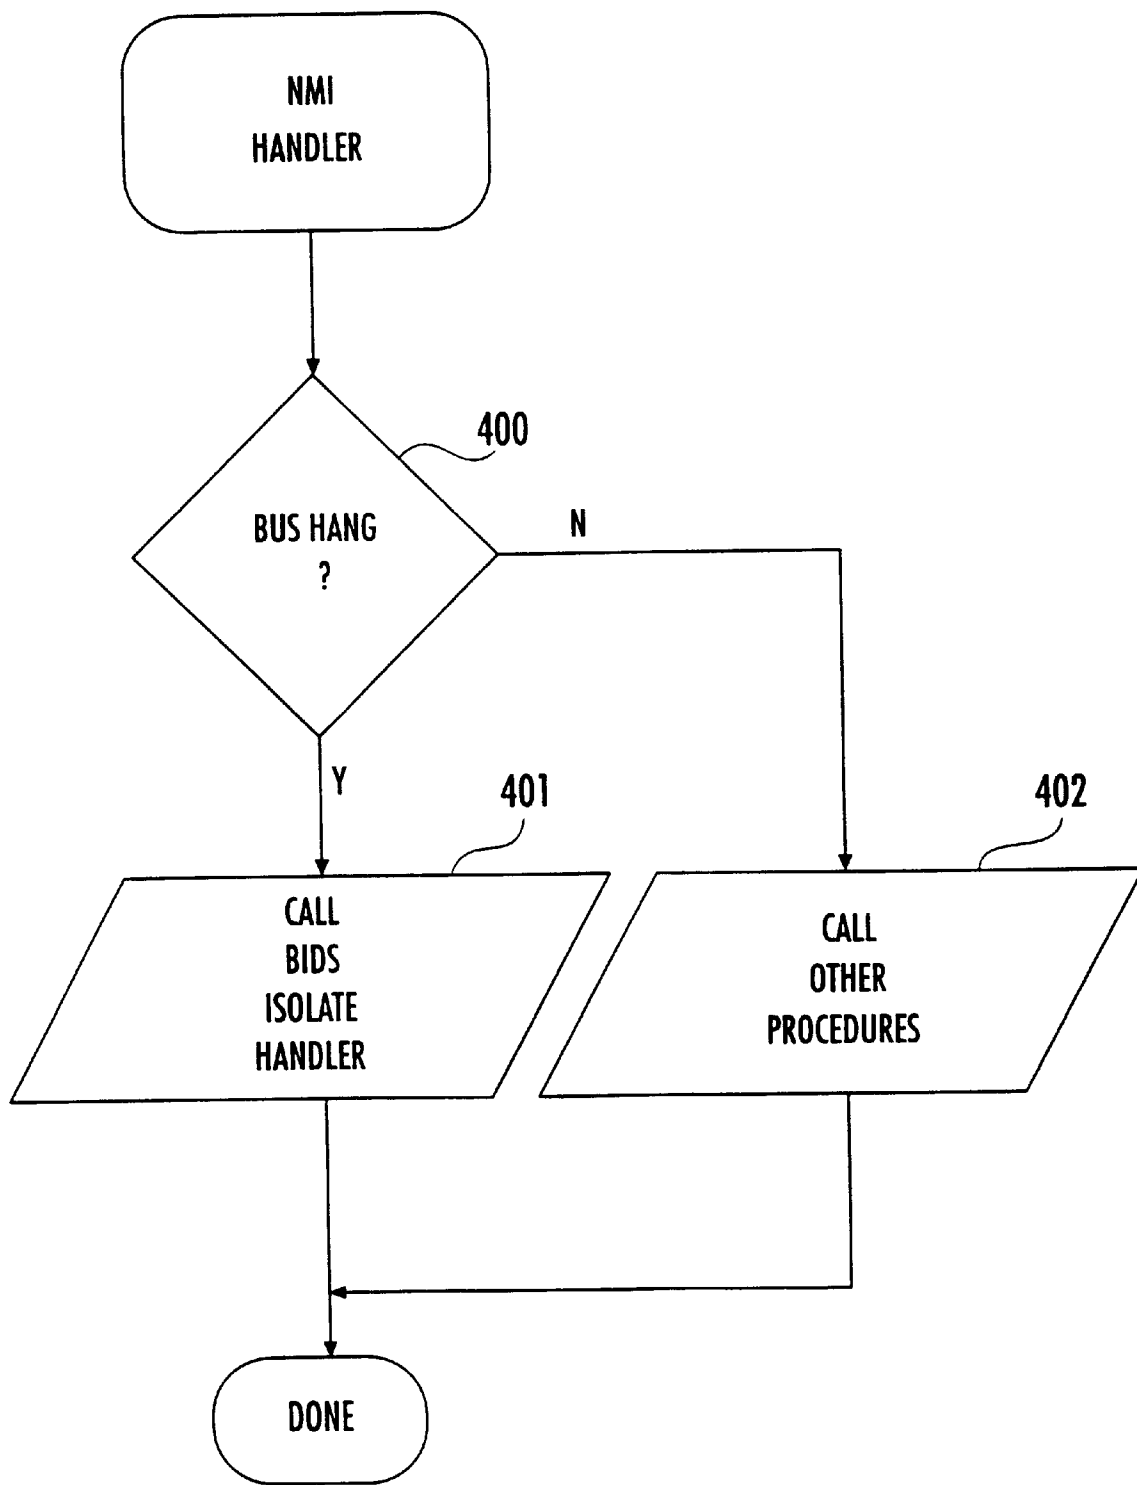 NMI
HANDLER
400
BUS HANG
?
N
Y
401
402
CALL
BIDS
ISOLATE
HANDLER
CALL
OTHER
PROCEDURES
DONE